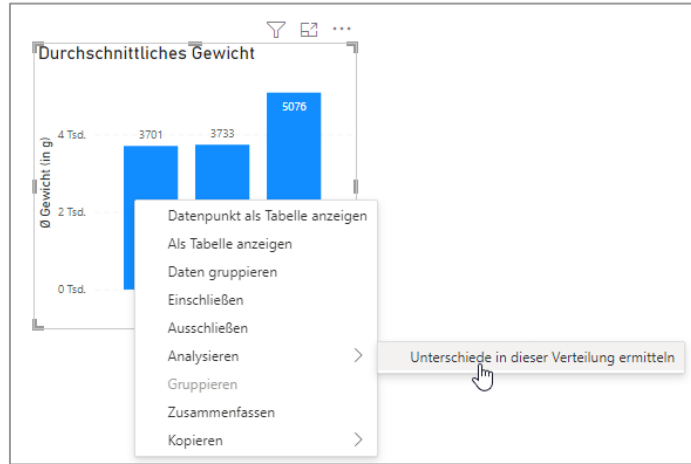 Durchschnittliches Gewicht
5076
4 Tsd.
3701
3733
Ø Gewicht (in g)
2 Tsd.
0 Tsd.
Datenpunkt als Tabelle anzeigen
Als Tabelle anzeigen
Daten gruppieren
Einschließen
Ausschließen
Analysieren
Unterschiede in dieser Verteilung ermitteln
Gruppieren
Zusammenfassen
Kopieren